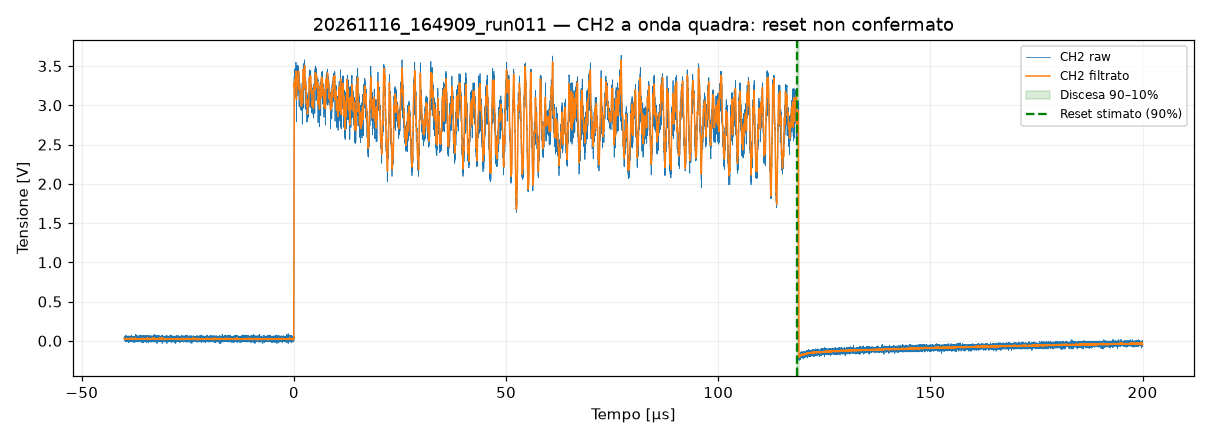 20261116_164909_run011 — CH2 a onda quadra: reset non confermato
CH2 raw
CH2 filtrato
Discesa 90–10%
Reset stimato (90%)
Tensione [V]
3.5
3.0
2.5
2.0
1.5
1.0
0.5
0.0
−50
0
50
100
150
200
Tempo [µs]